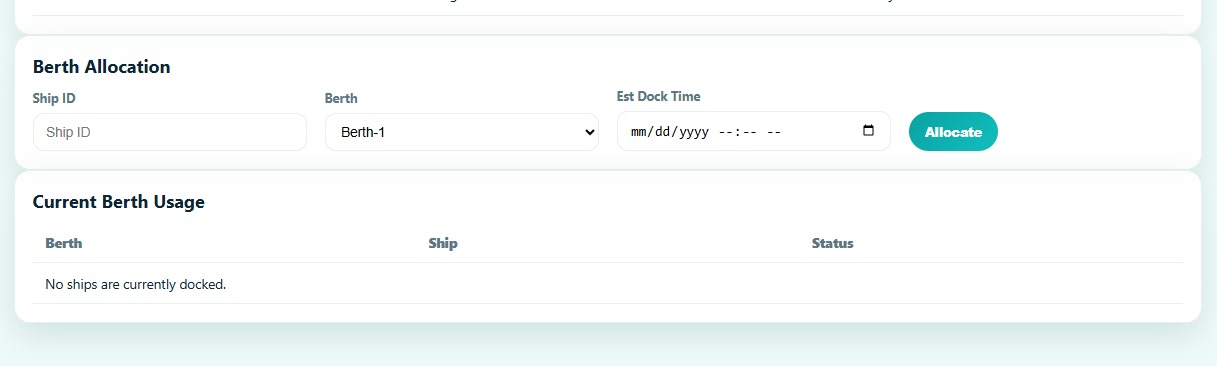 Berth Allocation
Ship ID Berth Est Dock Time
Ship ID Berth-1 mm/dd/yyyy --:-- -- Allocate
Current Berth Usage
Berth Ship Status
No ships are currently docked.